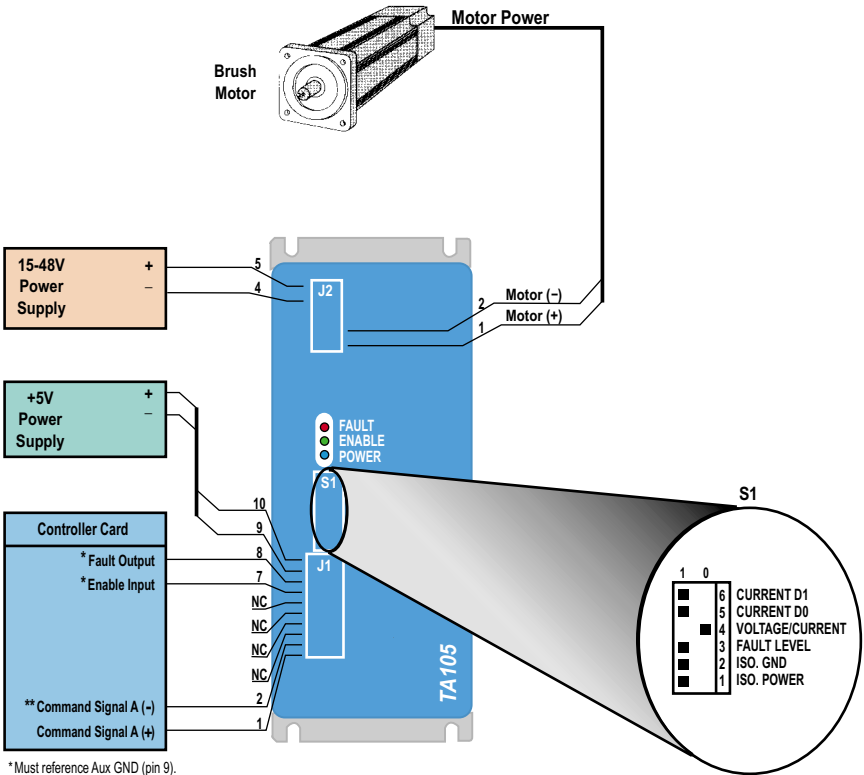 Motor Power
Brush
Motor
15-48V +
Power −
Supply
5
4
J2
2 Motor (−)
1 Motor (+)
+5V +
Power −
Supply
FAULT
ENABLE
POWER
S1
S1
10
9
8
7
NC
NC
NC
NC
2
1
J1
Controller Card
* Fault Output
* Enable Input
** Command Signal A (-)
Command Signal A (+)
TA105
1 0
6 CURRENT D1
5 CURRENT D0
4 VOLTAGE/CURRENT
3 FAULT LEVEL
2 ISO. GND
1 ISO. POWER
* Must reference Aux GND (pin 9).